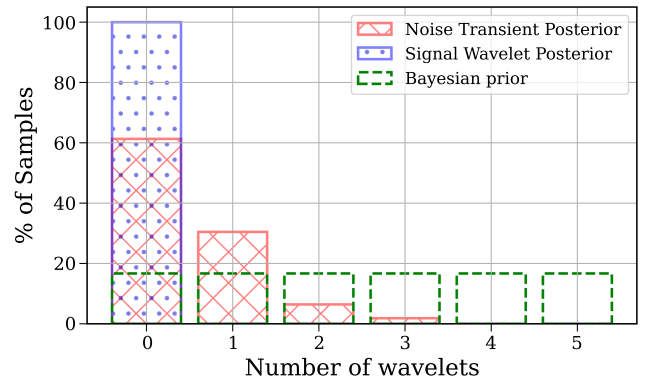 % of Samples
100
80
60
40
20
0
Noise Transient Posterior
Signal Wavelet Posterior
Bayesian prior
0 1 2 3 4 5
Number of wavelets